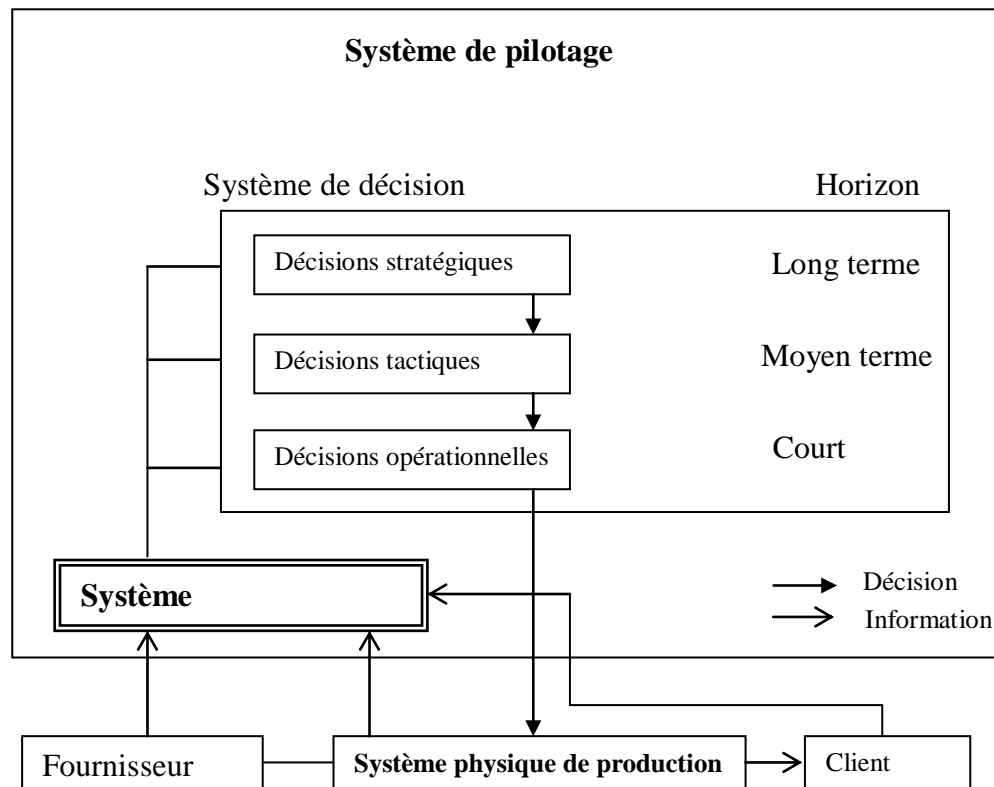 Système de pilotage
Système de décision
Horizon
Décisions stratégiques
Long terme
Décisions tactiques
Moyen terme
Décisions opérationnelles
Court
Système
Décision
Information
Fournisseur
Système physique de production
Client